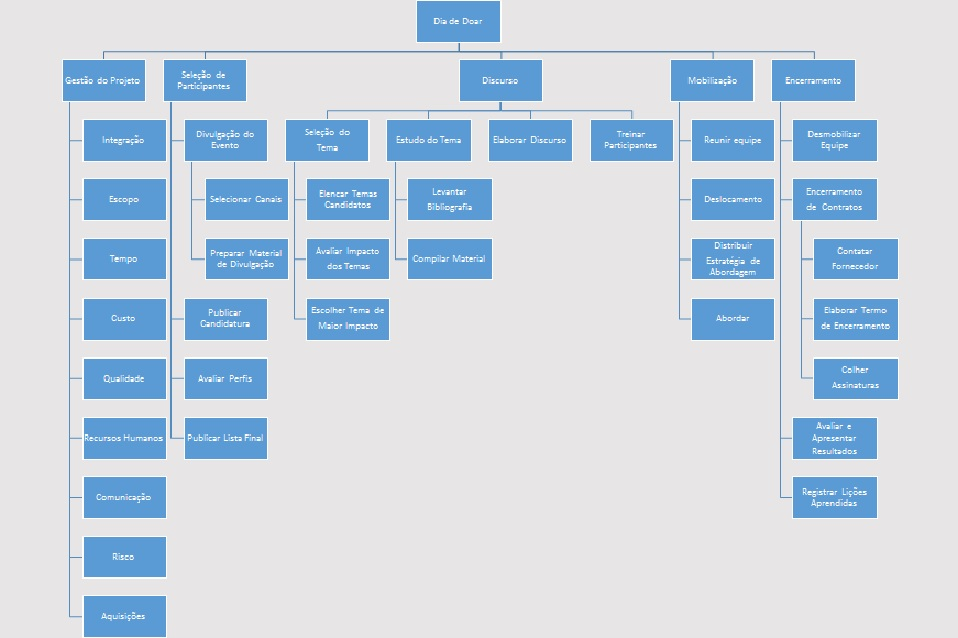 Dia de Doar
Gestão do Projeto
Seleção de
Participantes
Discurso
Mobilização
Encerramento
Integração
Divulgação do
Evento
Seleção do
Tema
Estudo do Tema
Elaborar Discurso
Treinar
Participantes
Reunir equipe
Desmobilizar
Equipe
Escopo
Selecionar Canais
Elencar Temas
Candidatos
Levantar
Bibliografia
Deslocamento
Encerramento
de Contratos
Tempo
Preparar Material
de Divulgação
Avaliar Impacto
dos Temas
Compilar Material
Distribuir
Estratégia de
Abordagem
Contatar
Fornecedor
Custo
Publicar
Candidatura
Escolher Tema de
Maior Impacto
Abordar
Elaborar Termo
de Encerramento
Qualidade
Avaliar Perfis
Colher
Assinaturas
Recursos Humanos
Publicar Lista Final
Avaliar e
Apresentar
Resultados
Comunicação
Registrar Lições
Aprendidas
Risco
Aquisições